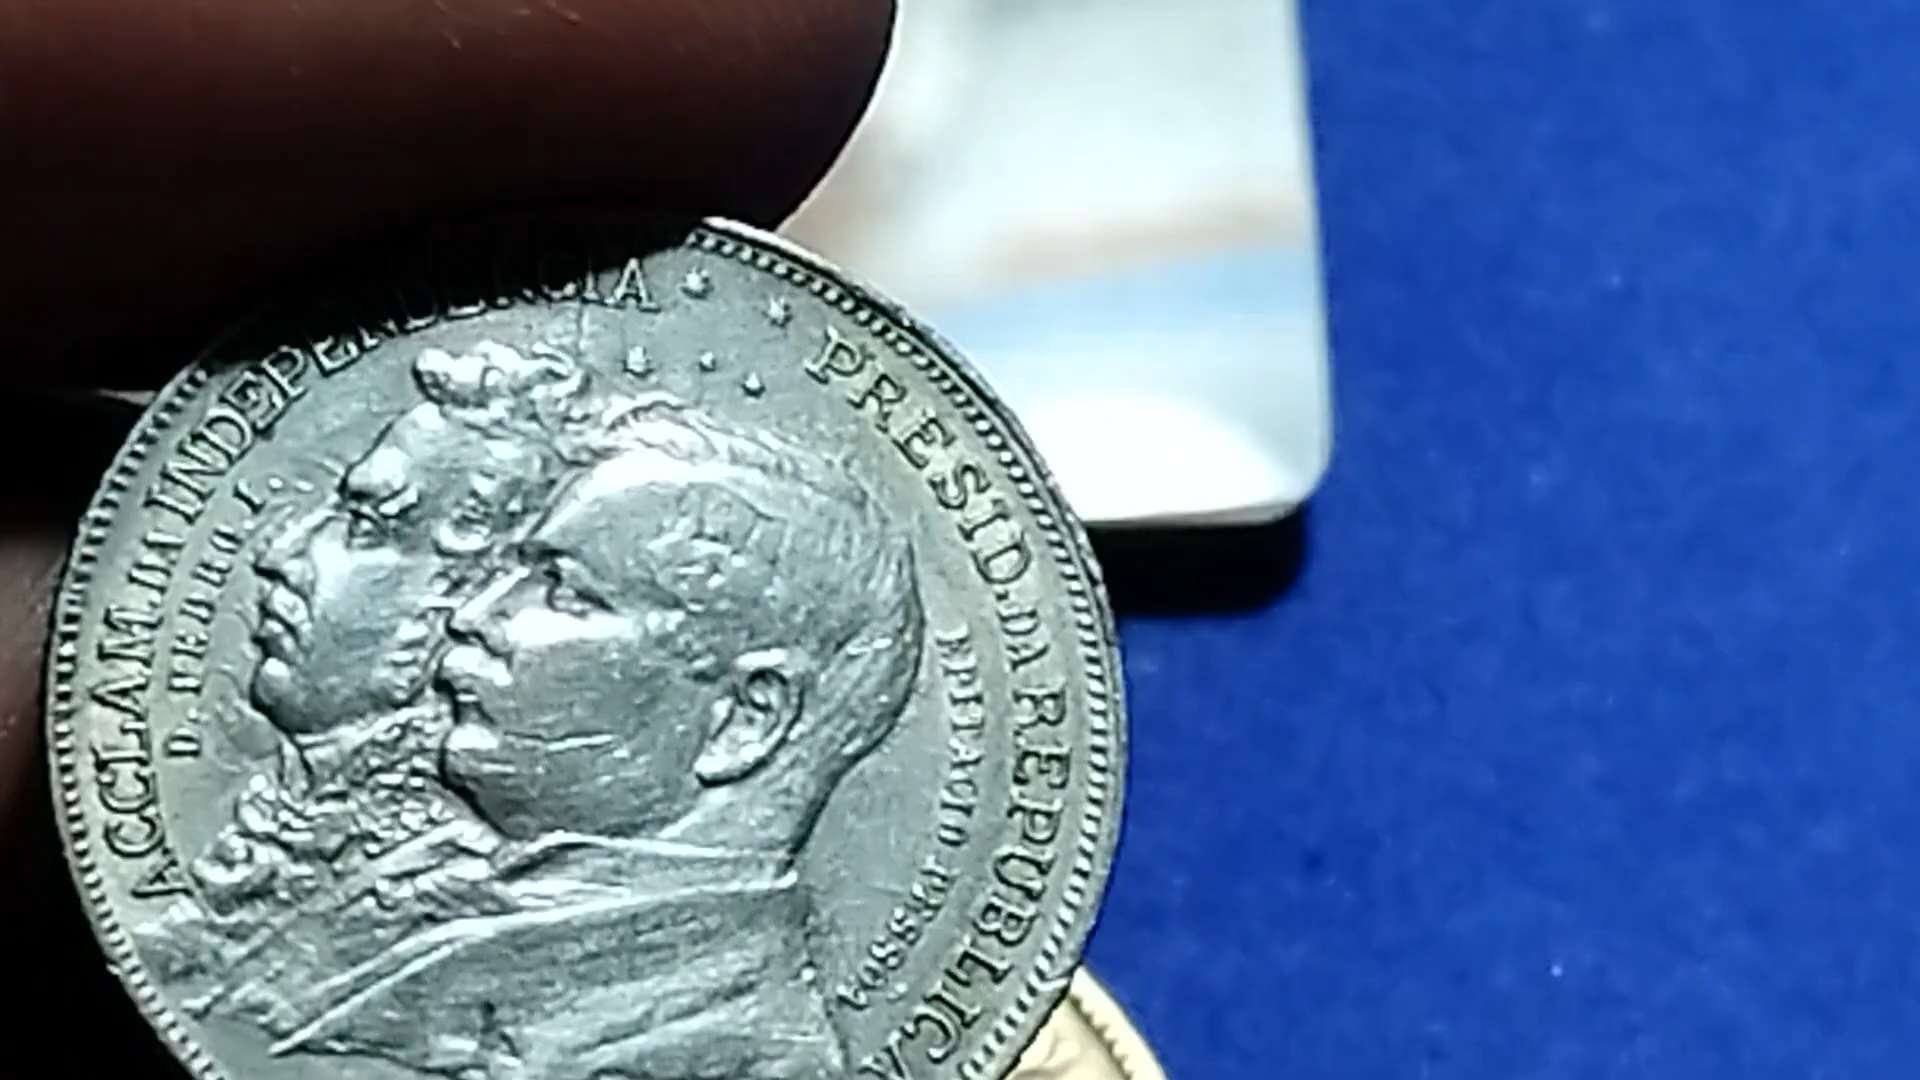 ACCLAM. DA INDEPENDENCIA
D. PEDRO. I.
PRESID. DA REPUBLICA
EPITACIO PESSOA